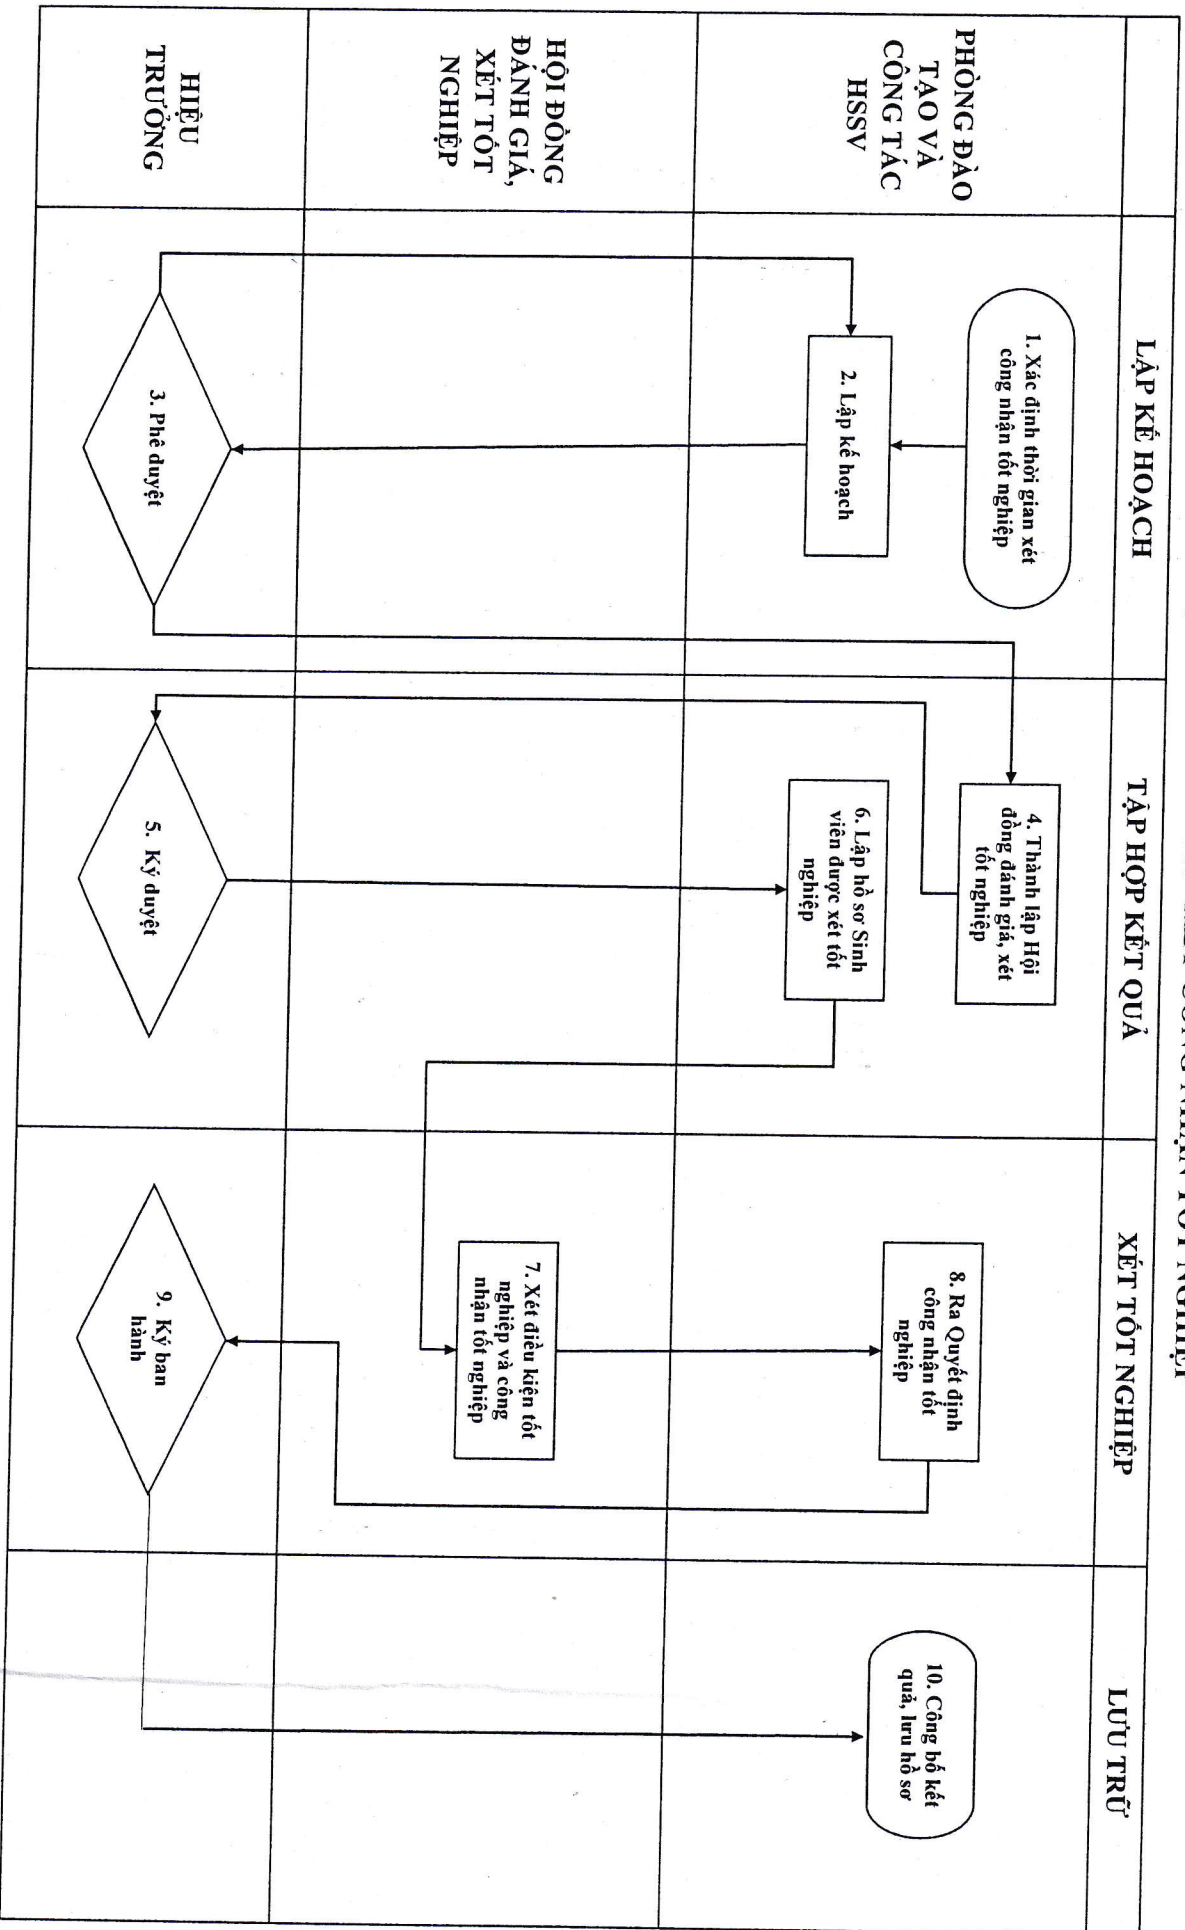 CÔNG NHẬN TỐT NGHIỆP
LẬP KẾ HOẠCH
TẬP HỢP KẾT QUẢ
XÉT TỐT NGHIỆP
LƯU TRỮ
PHÒNG ĐÀO
TẠO VÀ
CÔNG TÁC
HSSV
1. Xác định thời gian xét
công nhận tốt nghiệp
2. Lập kế hoạch
4. Thành lập Hội
đồng đánh giá, xét
tốt nghiệp
6. Lập hồ sơ Sinh
viên được xét tốt
nghiệp
8. Ra Quyết định
công nhận tốt
nghiệp
10. Công bố kết
quả, lưu hồ sơ
HỘI ĐỒNG
ĐÁNH GIÁ,
XÉT TỐT
NGHIỆP
7. Xét điều kiện tốt
nghiệp và công
nhận tốt nghiệp
HIỆU
TRƯỞNG
3. Phê duyệt
5. Ký duyệt
9. Ký ban
hành